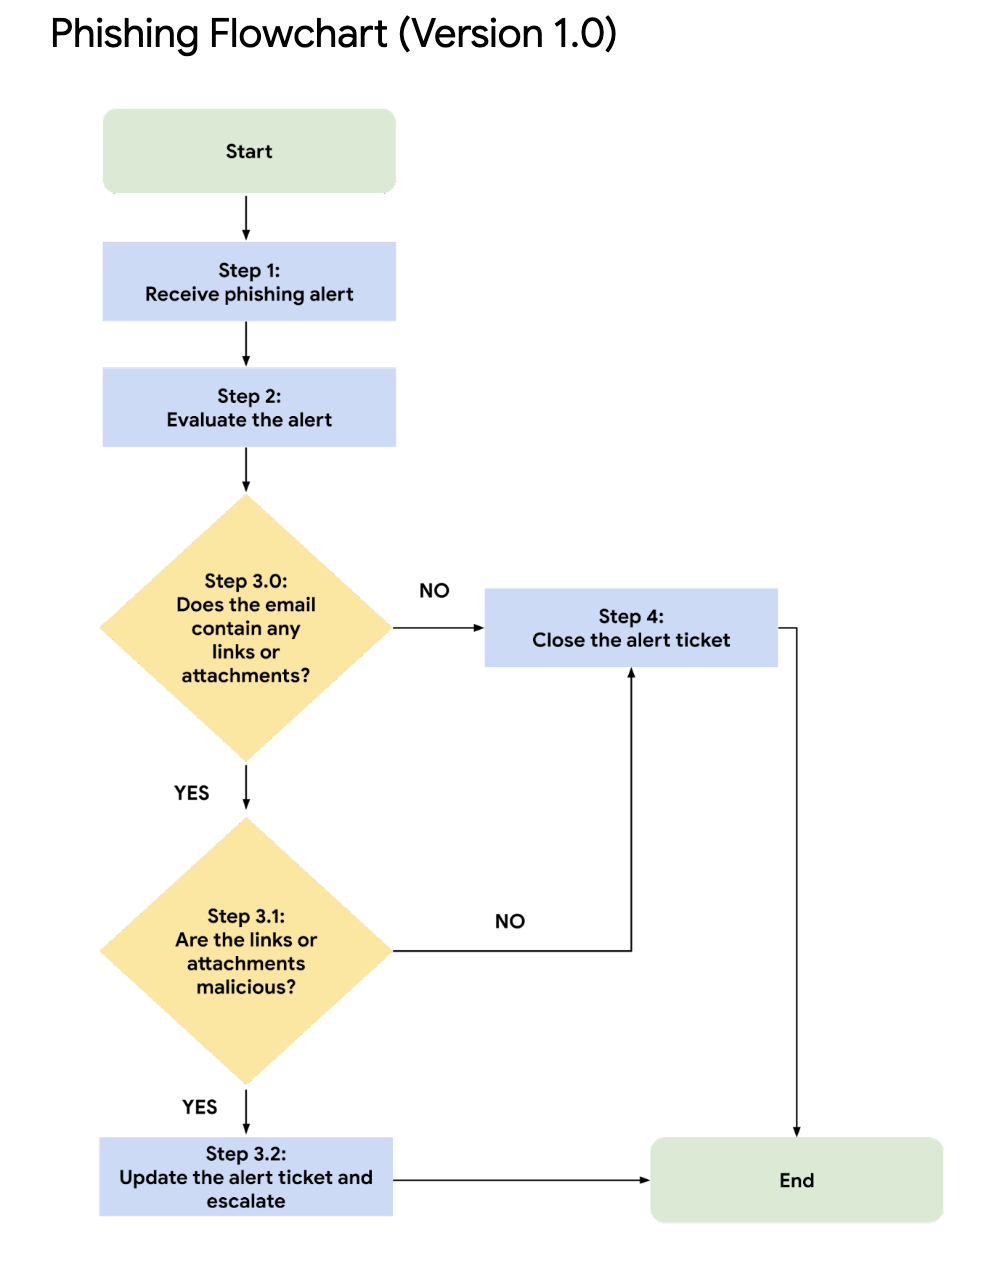 Phishing Flowchart (Version 1.0)
Start
Step 1:
Receive phishing alert
Step 2:
Evaluate the alert
Step 3.0:
Does the email
contain any
links or
attachments?
NO
Step 4:
Close the alert ticket
YES
Step 3.1:
Are the links or
attachments
malicious?
NO
YES
Step 3.2:
Update the alert ticket and
escalate
End